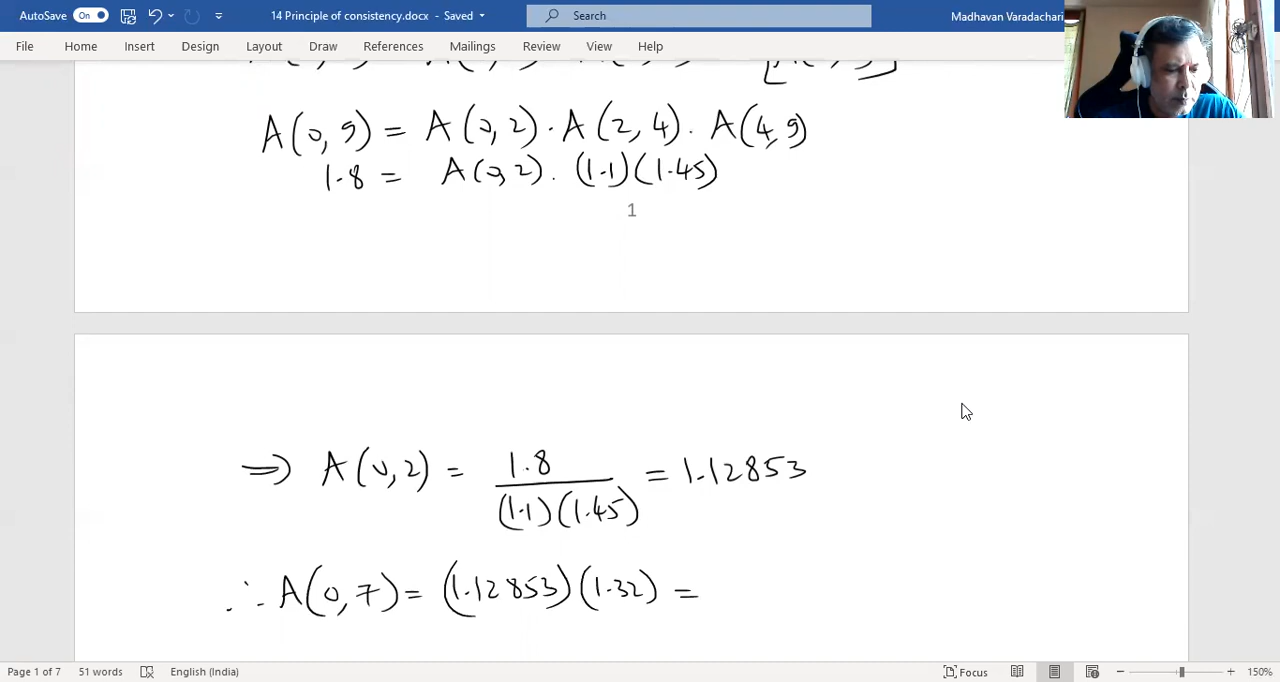 AutoSave On 14 Principle of consistency.docx - Saved Search Madhavan Varadachari
File Home Insert Design Layout Draw References Mailings Review View Help
A(0,9) = A(0,2) · A(2,4) · A(4,9)
1.8 = A(0,2) · (1.1)(1.45)
1
⇒ A(0,2) = 1.8 / (1.1)(1.45) = 1.12853
∴ A(0,7) = (1.12853)(1.32) =
Page 1 of 7 51 words English (India) Focus 150%